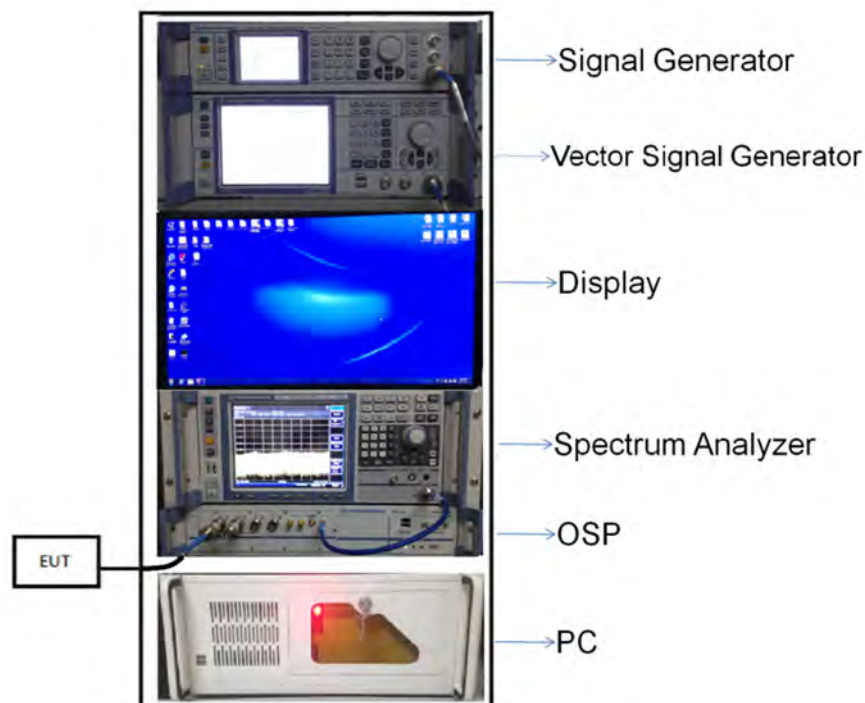 Signal Generator
Vector Signal Generator
Display
Spectrum Analyzer
OSP
EUT
PC